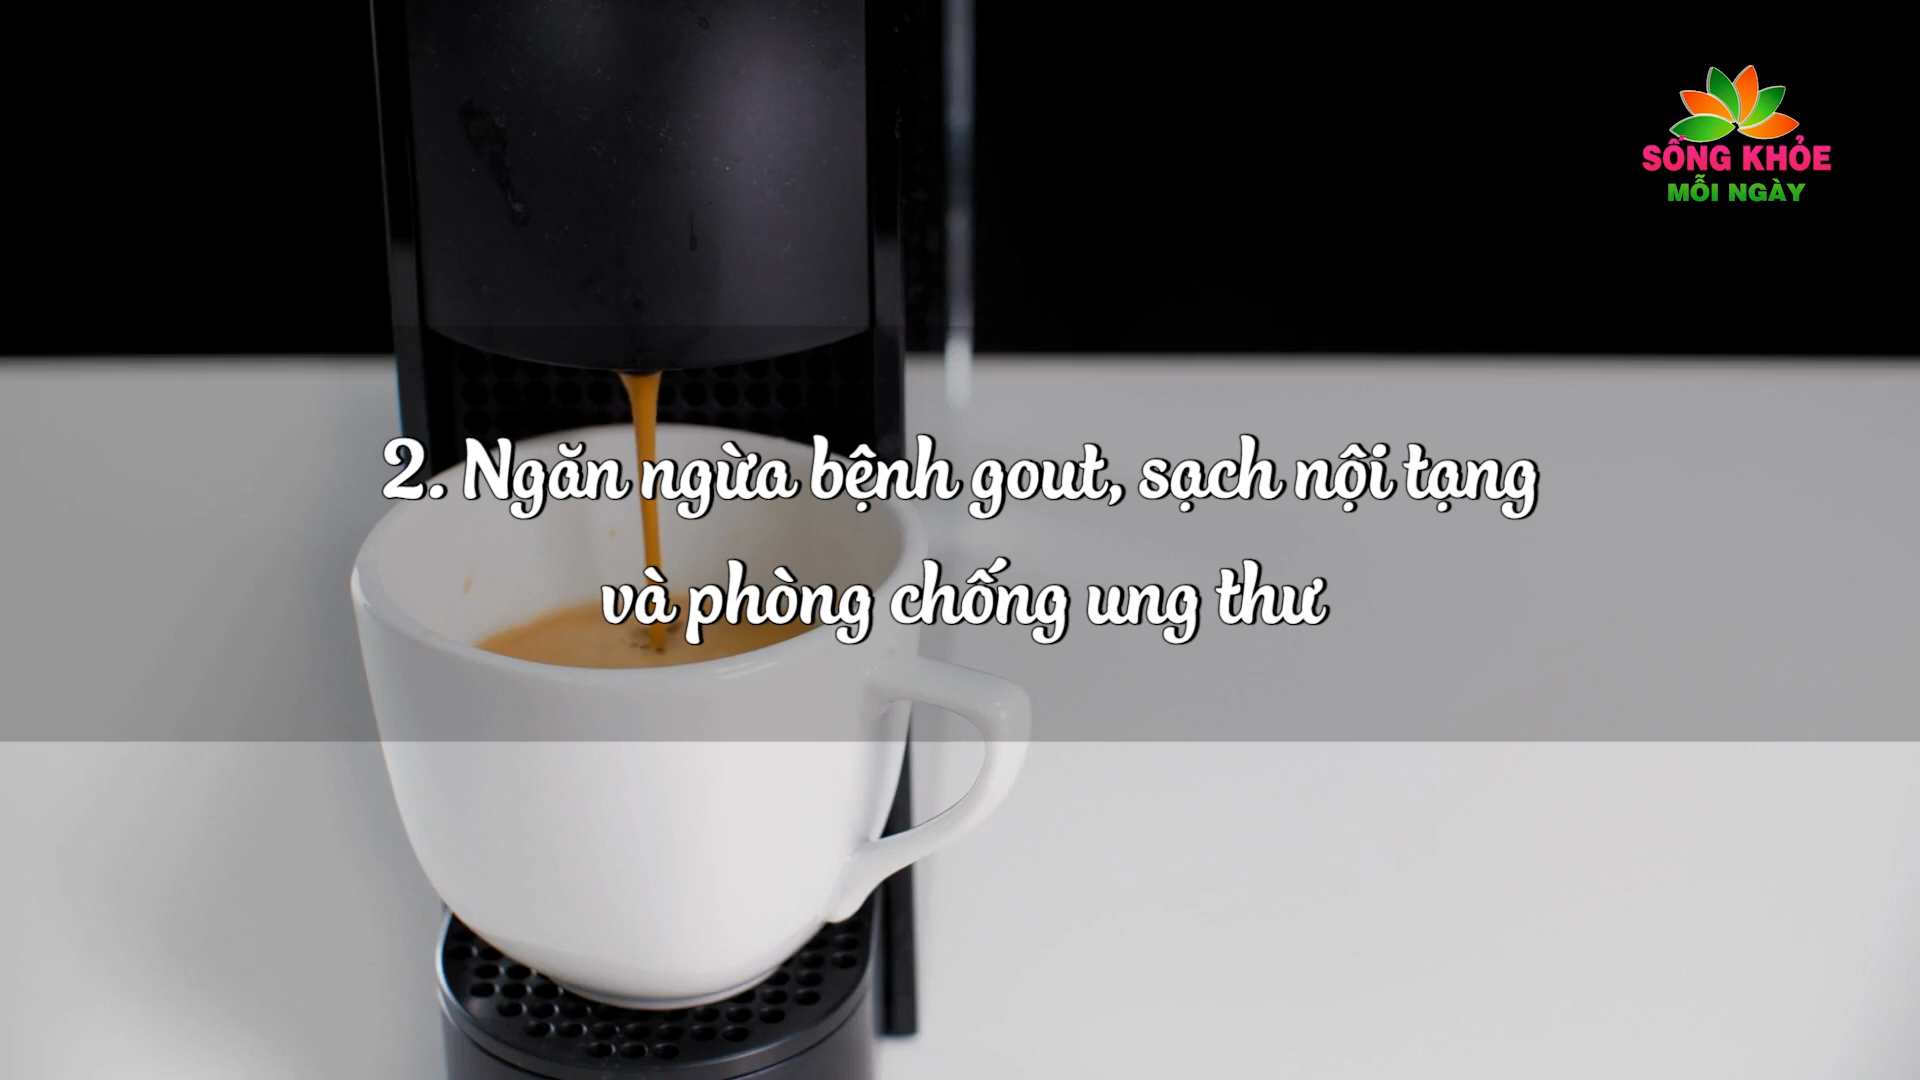 SỐNG KHỎE
MỖI NGÀY
2. Ngăn ngừa bệnh gout, sạch nội tạng
và phòng chống ung thư